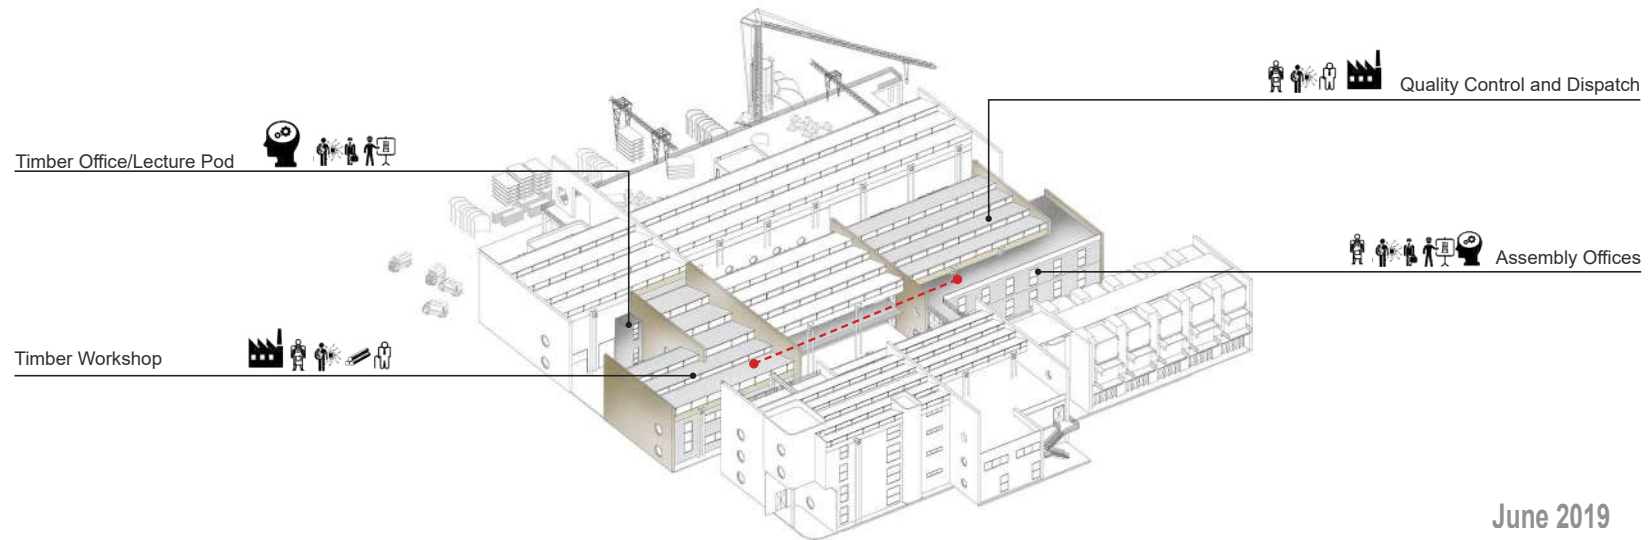 Quality Control and Dispatch
Timber Office/Lecture Pod
Assembly Offices
Timber Workshop
June 2019